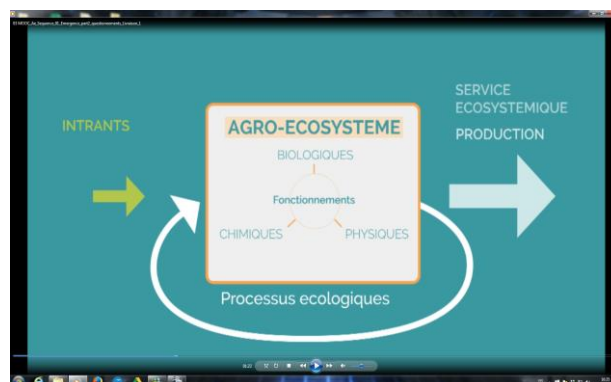 INTRANTS
AGRO-ECOSYSTEME
BIOLOGIQUES
Fonctionnements
CHIMIQUES
PHYSIQUES
Processus ecologiques
SERVICE
ECOSYSTEMIQUE
PRODUCTION